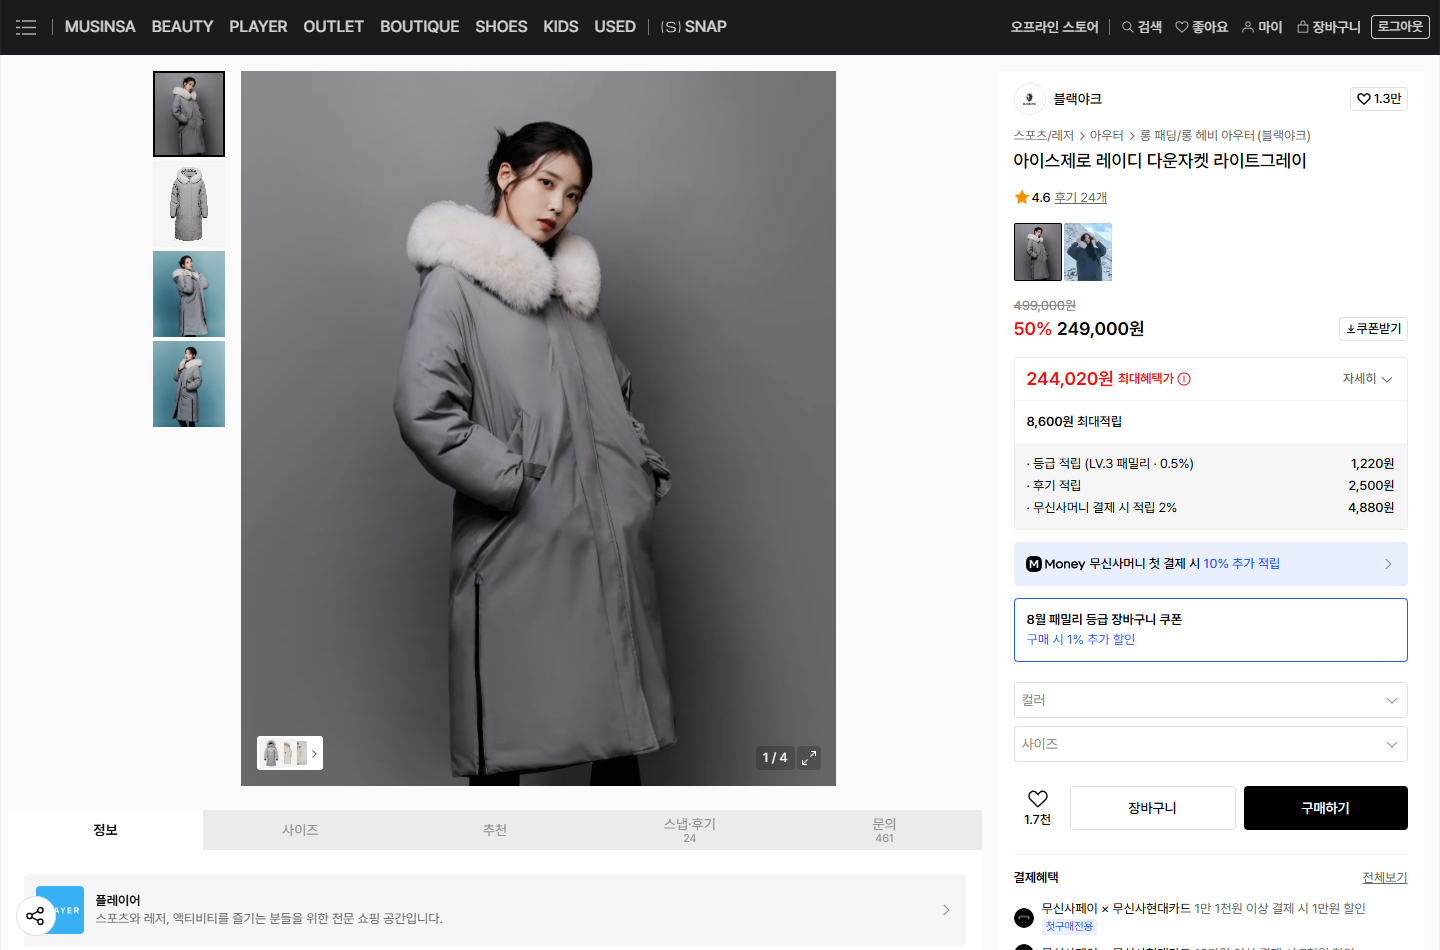 MUSINSA BEAUTY PLAYER OUTLET BOUTIQUE SHOES KIDS USED (S) SNAP
오프라인 스토어 검색 좋아요 마이 장바구니 로그아웃
블랙야크
1.3만
스포츠/레저 > 아우터 > 롱 패딩/롱 헤비 아우터 (블랙야크)
아이스제로 레이디 다운자켓 라이트그레이
4.6 후기 24개
499,000원
50% 249,000원
쿠폰받기
244,020원 최대혜택가
자세히
8,600원 최대적립
· 등급 적립 (LV.3 패밀리 · 0.5%) 1,220원
· 후기 적립 2,500원
· 무신사머니 결제 시 적립 2% 4,880원
M Money 무신사머니 첫 결제 시 10% 추가 적립
8월 패밀리 등급 장바구니 쿠폰
구매 시 1% 추가 할인
컬러
사이즈
1.7천
장바구니
구매하기
결제혜택
전체보기
무신사페이 × 무신사현대카드 1만 1천원 이상 결제 시 1만원 할인
첫구매전용
1 / 4
정보
사이즈
추천
스냅·후기
24
문의
461
AYER
플레이어
스포츠와 레저, 액티비티를 즐기는 분들을 위한 전문 쇼핑 공간입니다.